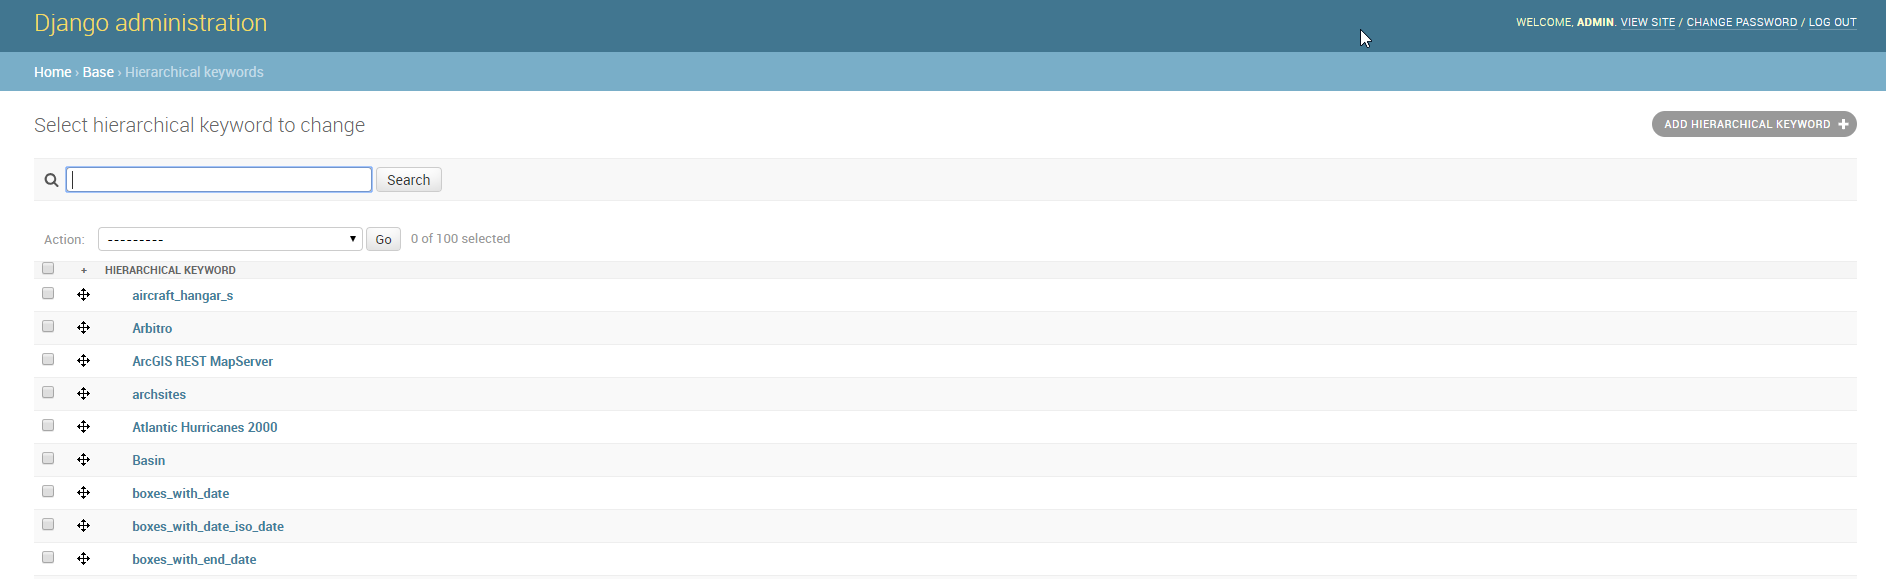 Django administration
WELCOME, ADMIN. VIEW SITE / CHANGE PASSWORD / LOG OUT
Home › Base › Hierarchical keywords
Select hierarchical keyword to change
ADD HIERARCHICAL KEYWORD +
Search
Action: --------- Go 0 of 100 selected
+ HIERARCHICAL KEYWORD
aircraft_hangar_s
Arbitro
ArcGIS REST MapServer
archsites
Atlantic Hurricanes 2000
Basin
boxes_with_date
boxes_with_date_iso_date
boxes_with_end_date